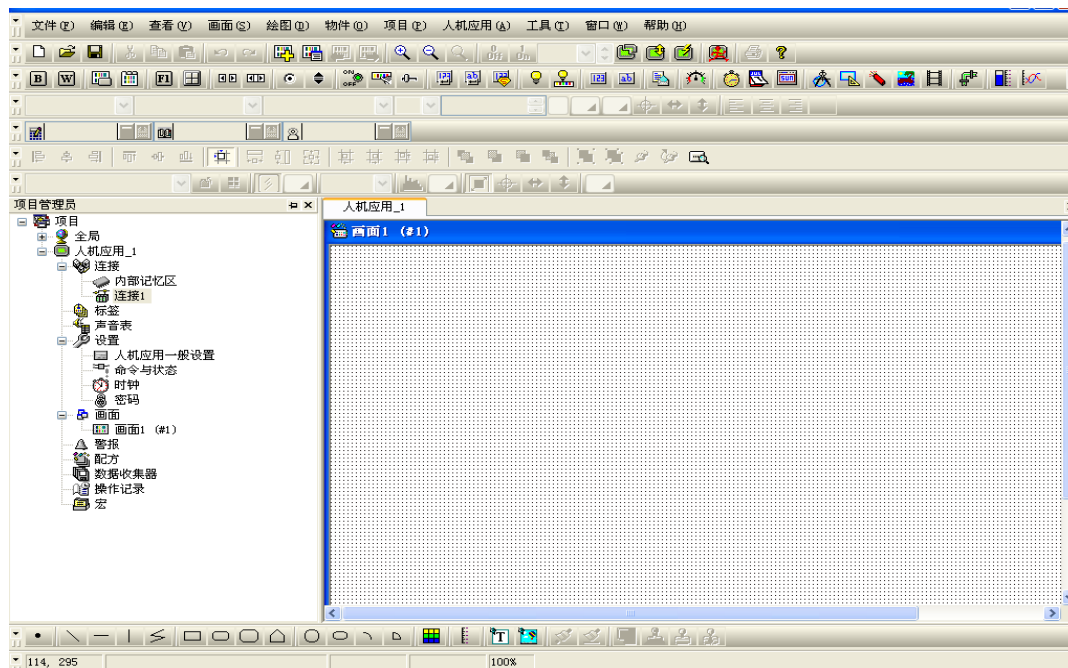 文件(F) 编辑(E) 查看(V) 画面(S) 绘图(D) 物件(O) 项目(P) 人机应用(A) 工具(T) 窗口(W) 帮助(H)
项目管理员
人机应用_1
项目
全局
人机应用_1
连接
内部记忆区
连接1
标签
声音表
设置
人机应用一般设置
命令与状态
时钟
密码
画面
画面1 (#1)
警报
配方
数据收集器
操作记录
宏
画面1 (#1)
114, 295
100%